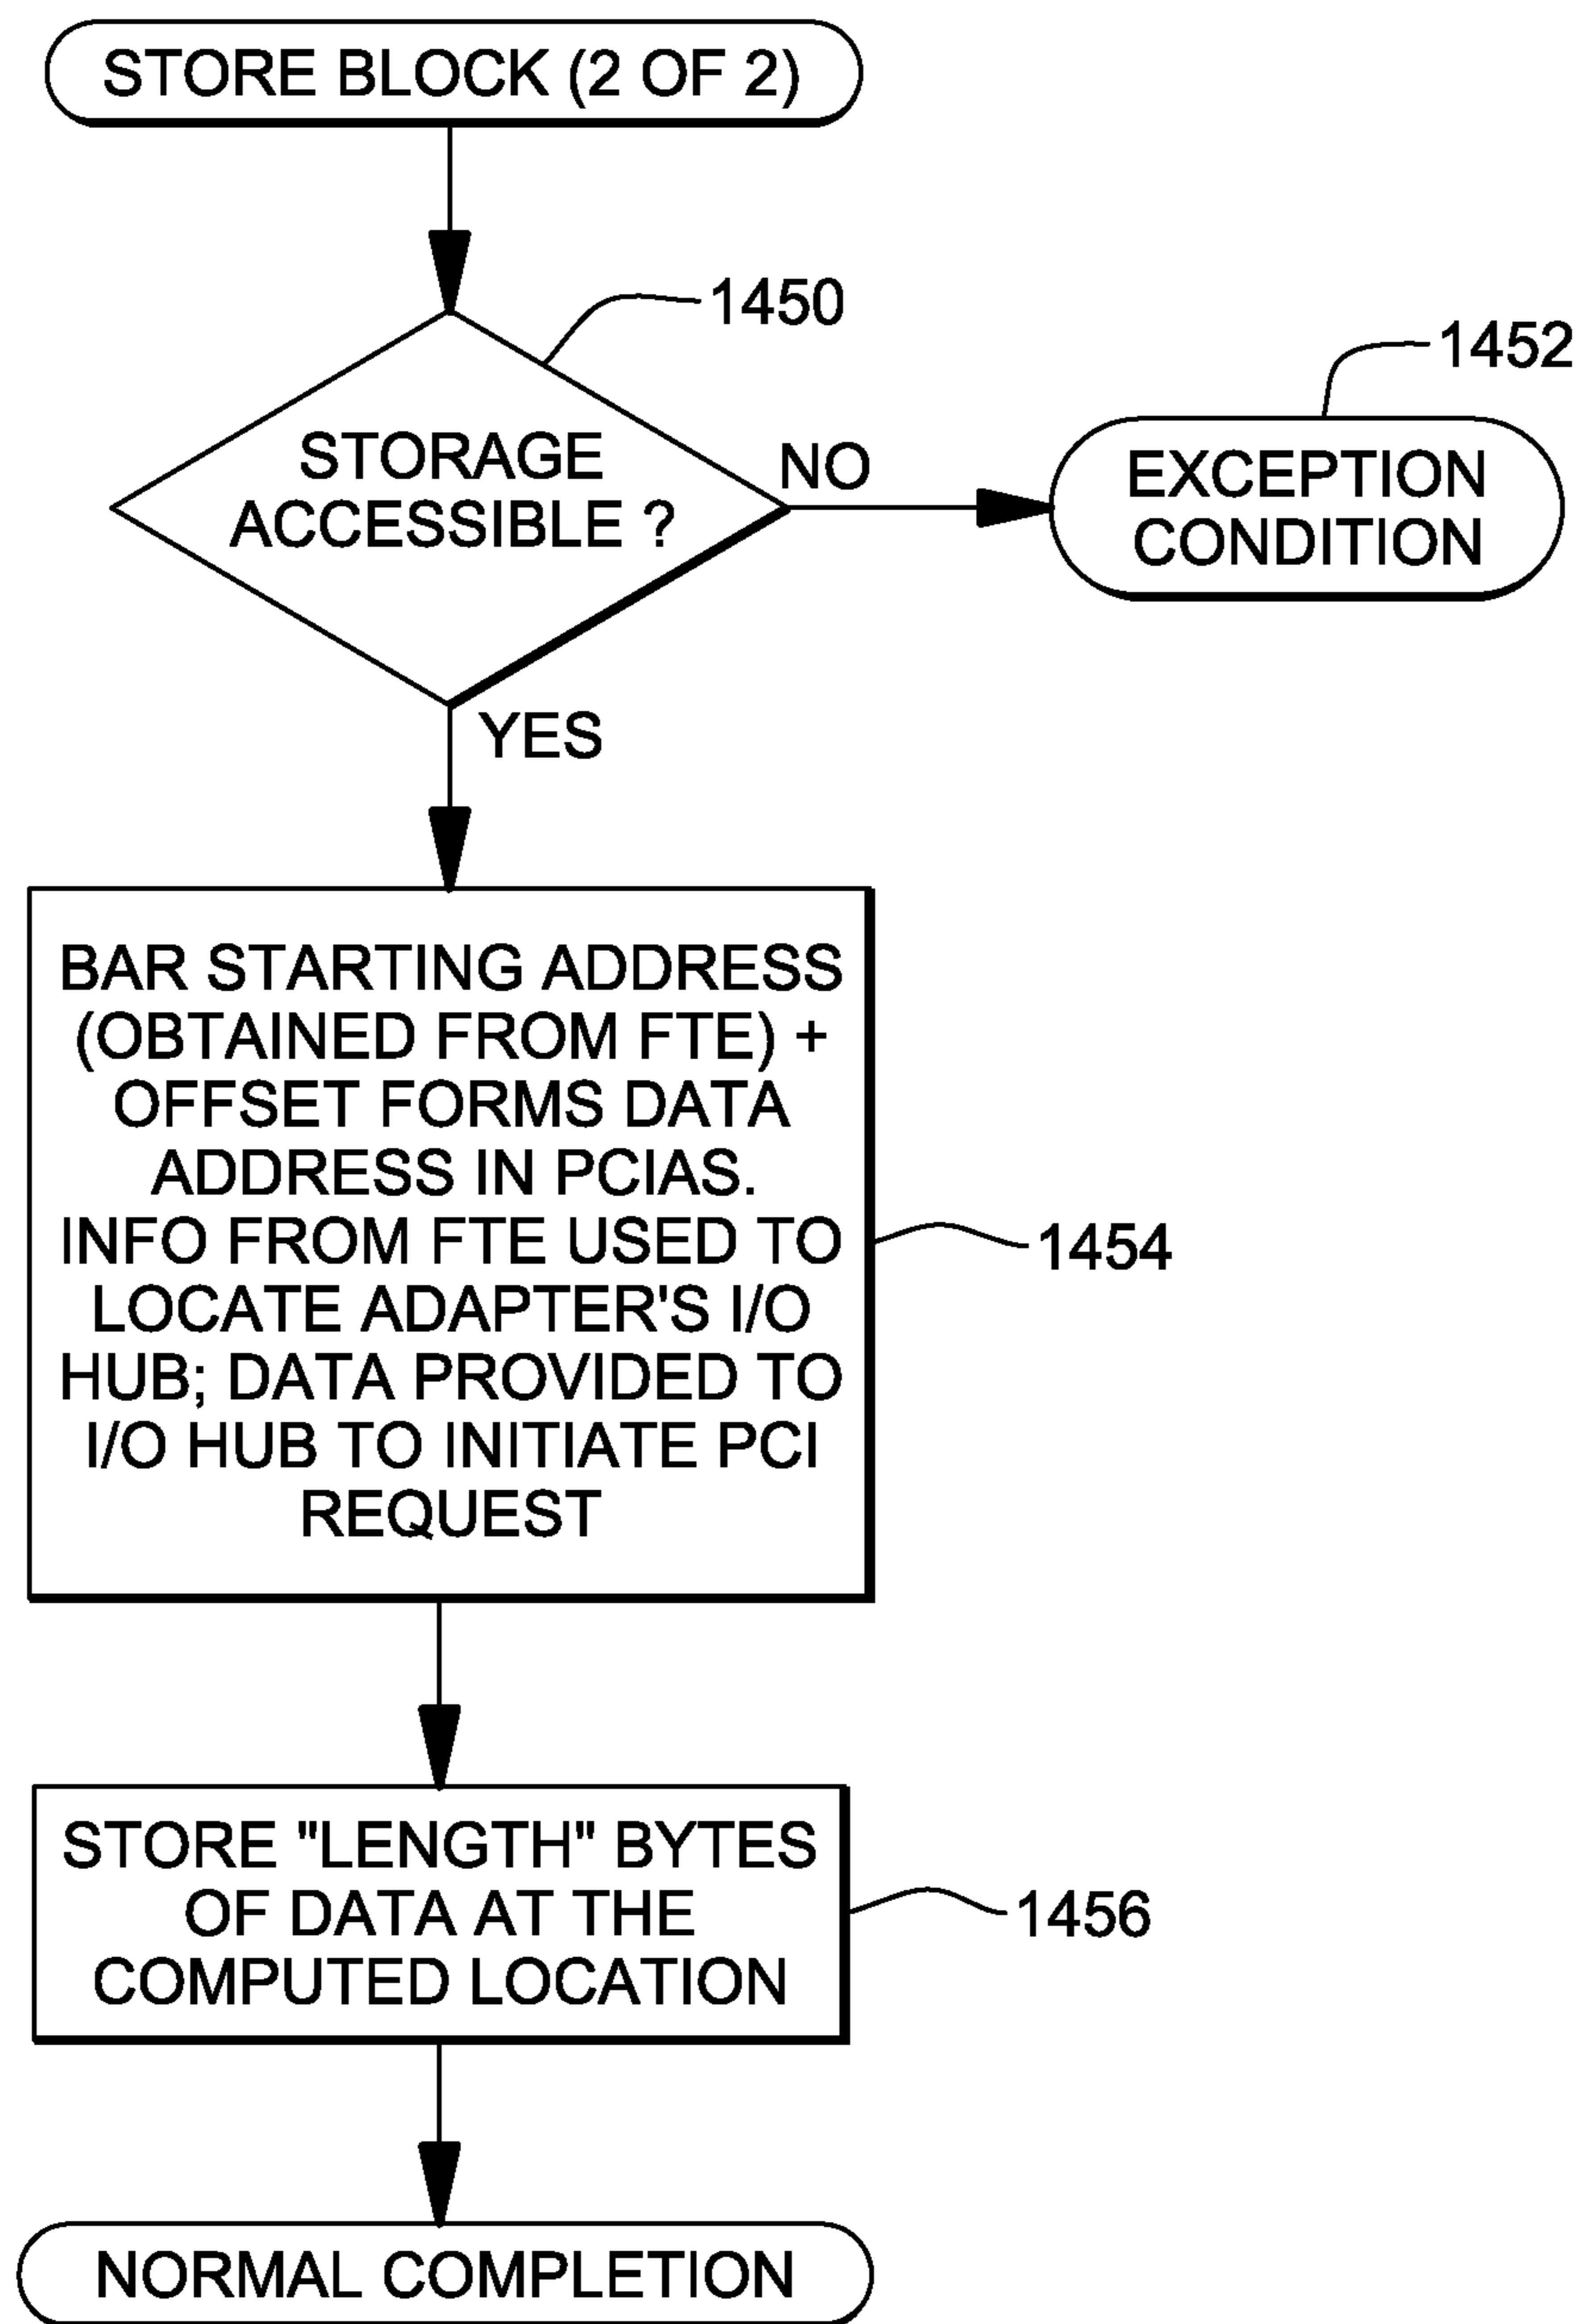 STORE BLOCK (2 OF 2)
1450
1452
STORAGE
ACCESSIBLE ?
NO
EXCEPTION
CONDITION
YES
BAR STARTING ADDRESS
(OBTAINED FROM FTE) +
OFFSET FORMS DATA
ADDRESS IN PCIAS.
INFO FROM FTE USED TO
LOCATE ADAPTER'S I/O
HUB; DATA PROVIDED TO
I/O HUB TO INITIATE PCI
REQUEST
1454
STORE "LENGTH" BYTES
OF DATA AT THE
COMPUTED LOCATION
1456
NORMAL COMPLETION